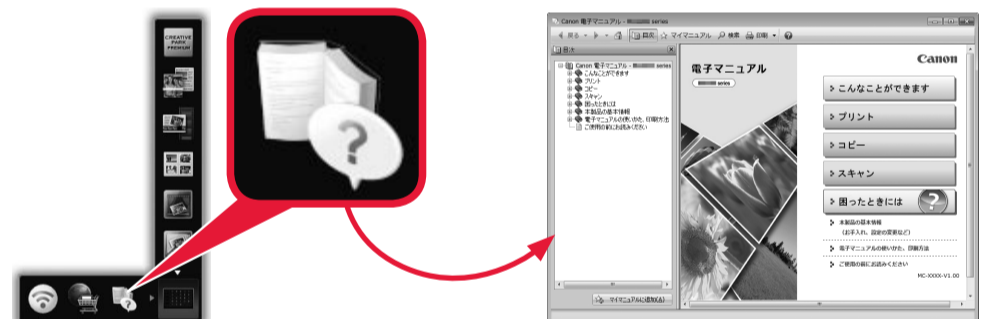 CREATIVE
PARK
PREMIUM
Canon 電子マニュアル - series
戻る
目次
マイマニュアル
検索
印刷
目次
Canon 電子マニュアル - series
こんなことができます
プリント
コピー
スキャン
困ったときには
本製品の基本情報
電子マニュアルの使いかた、印刷方法
ご使用の前にお読みください
マイマニュアルに追加(A)
電子マニュアル
series
Canon
こんなことができます
プリント
コピー
スキャン
困ったときには
?
本製品の基本情報
(お手入れ、設定の変更など)
電子マニュアルの使いかた、印刷方法
ご使用の前にお読みください
MC-XXXX-V1.00
?
?